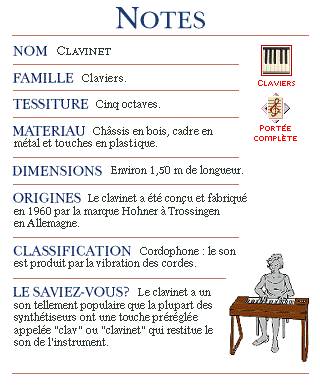 NOTES
NOM CLAVINET
FAMILLE Claviers.
TESSITURE Cinq octaves.
MATERIAU Châssis en bois, cadre en
métal et touches en plastique.
DIMENSIONS Environ 1,50 m de longueur.
ORIGINES Le clavinet a été conçu et fabriqué
en 1960 par la marque Hohner à Trossingen
en Allemagne.
CLASSIFICATION Cordophone : le son
est produit par la vibration des cordes.
LE SAVIEZ-VOUS? Le clavinet a un
son tellement populaire que la plupart des
synthétiseurs ont une touche préréglée
appelée "clav" ou "clavinet" qui restitue le
son de l'instrument.
CLAVIERS
PORTÉE
COMPLÈTE